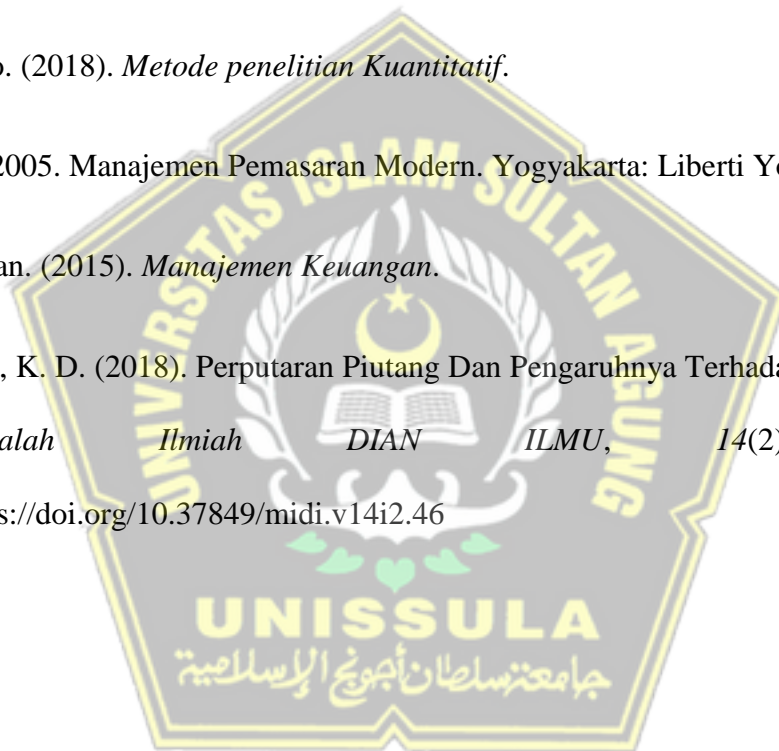 o. (2018). Metode penelitian Kuantitatif.
2005. Manajemen Pemasaran Modern. Yogyakarta: Liberti Yo
an. (2015). Manajemen Keuangan.
, K. D. (2018). Perputaran Piutang Dan Pengaruhnya Terhada
alah Ilmiah DIAN ILMU, 14(2)
s://doi.org/10.37849/midi.v14i2.46
UNIVERSITAS ISLAM SULTAN AGUNG
UNISSULA
جامعتنسلطان أجونج الإسلامية